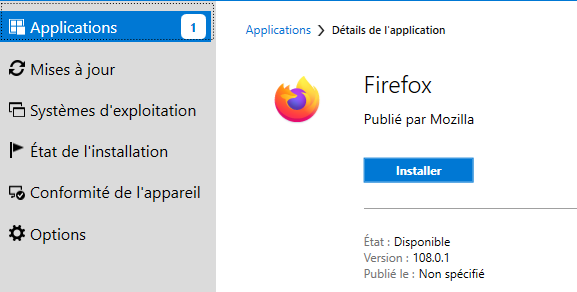 Applications 1
Mises à jour
Systèmes d'exploitation
État de l'installation
Conformité de l'appareil
Options
Applications > Détails de l'application
Firefox
Publié par Mozilla
Installer
État : Disponible
Version : 108.0.1
Publié le : Non spécifié